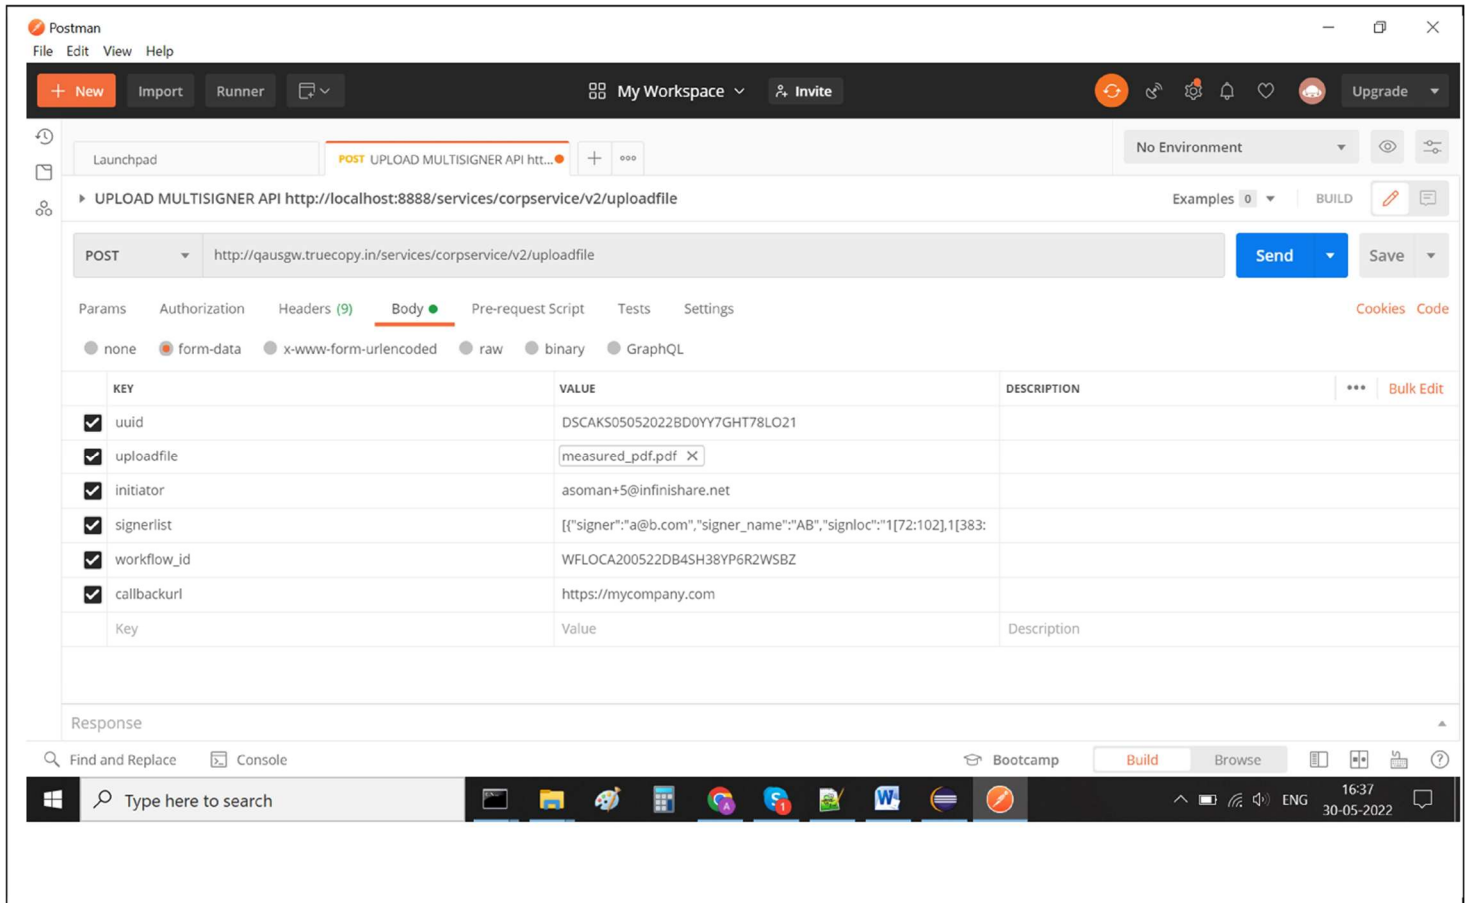 Postman
File Edit View Help
+ New Import Runner My Workspace Invite Upgrade
Launchpad POST UPLOAD MULTISIGNER API htt... + ooo No Environment
UPLOAD MULTISIGNER API http://localhost:8888/services/corpservice/v2/uploadfile Examples 0 BUILD
POST http://qausgw.truecopy.in/services/corpservice/v2/uploadfile Send Save
Params Authorization Headers (9) Body Pre-request Script Tests Settings Cookies Code
none form-data x-www-form-urlencoded raw binary GraphQL
KEY VALUE DESCRIPTION ••• Bulk Edit
uuid DSCAKS05052022BD0YY7GHT78LO21
uploadfile measured_pdf.pdf
initiator asoman+5@infinishare.net
signerlist [{"signer":"a@b.com","signer_name":"AB","signloc":"1[72:102],1[383:
workflow_id WFLOCA200522DB4SH38YP6R2WSBZ
callbackurl https://mycompany.com
Key Value Description
Response
Find and Replace Console Bootcamp Build Browse
Type here to search ENG 16:37
30-05-2022